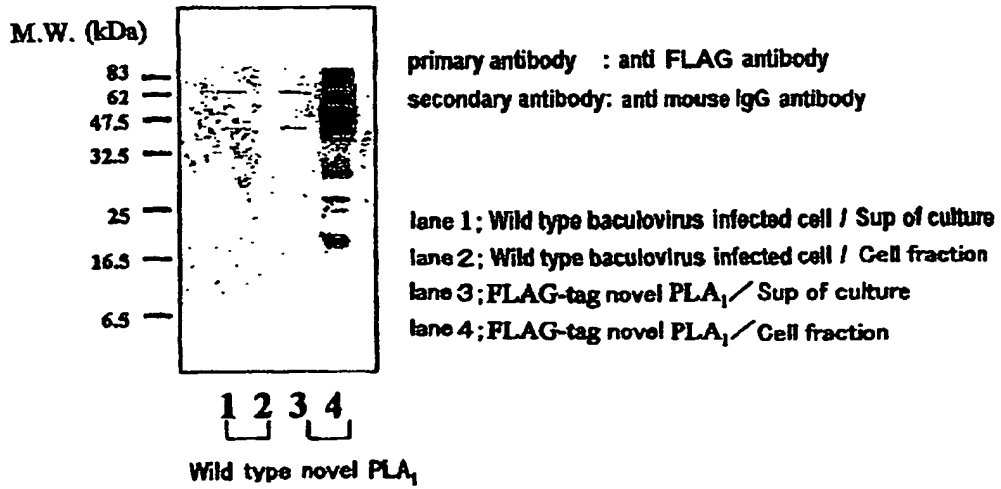 M.W. (kDa)
83
62
47.5
32.5
25
16.5
6.5
primary antibody : anti FLAG antibody
secondary antibody: anti mouse IgG antibody
lane 1; Wild type baculovirus infected cell / Sup of culture
lane 2; Wild type baculovirus infected cell / Cell fraction
lane 3; FLAG-tag novel PLA₁／Sup of culture
lane 4; FLAG-tag novel PLA₁／Cell fraction
1 2 3 4
Wild type novel PLA₁